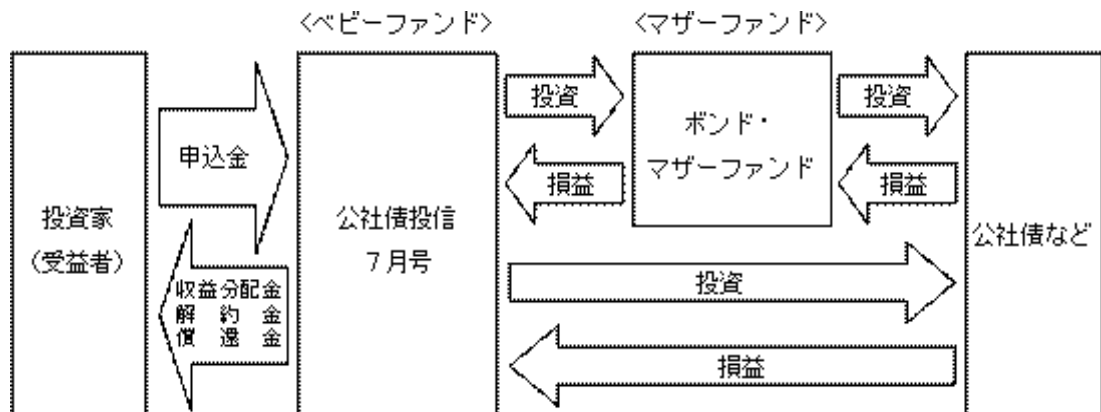 〈ベビーファンド〉
〈マザーファンド〉
投資家
（受益者）
申込金
収益分配金
解約金
償還金
公社債投信
７月号
投資
損益
ボンド・
マザーファンド
投資
損益
投資
損益
公社債など